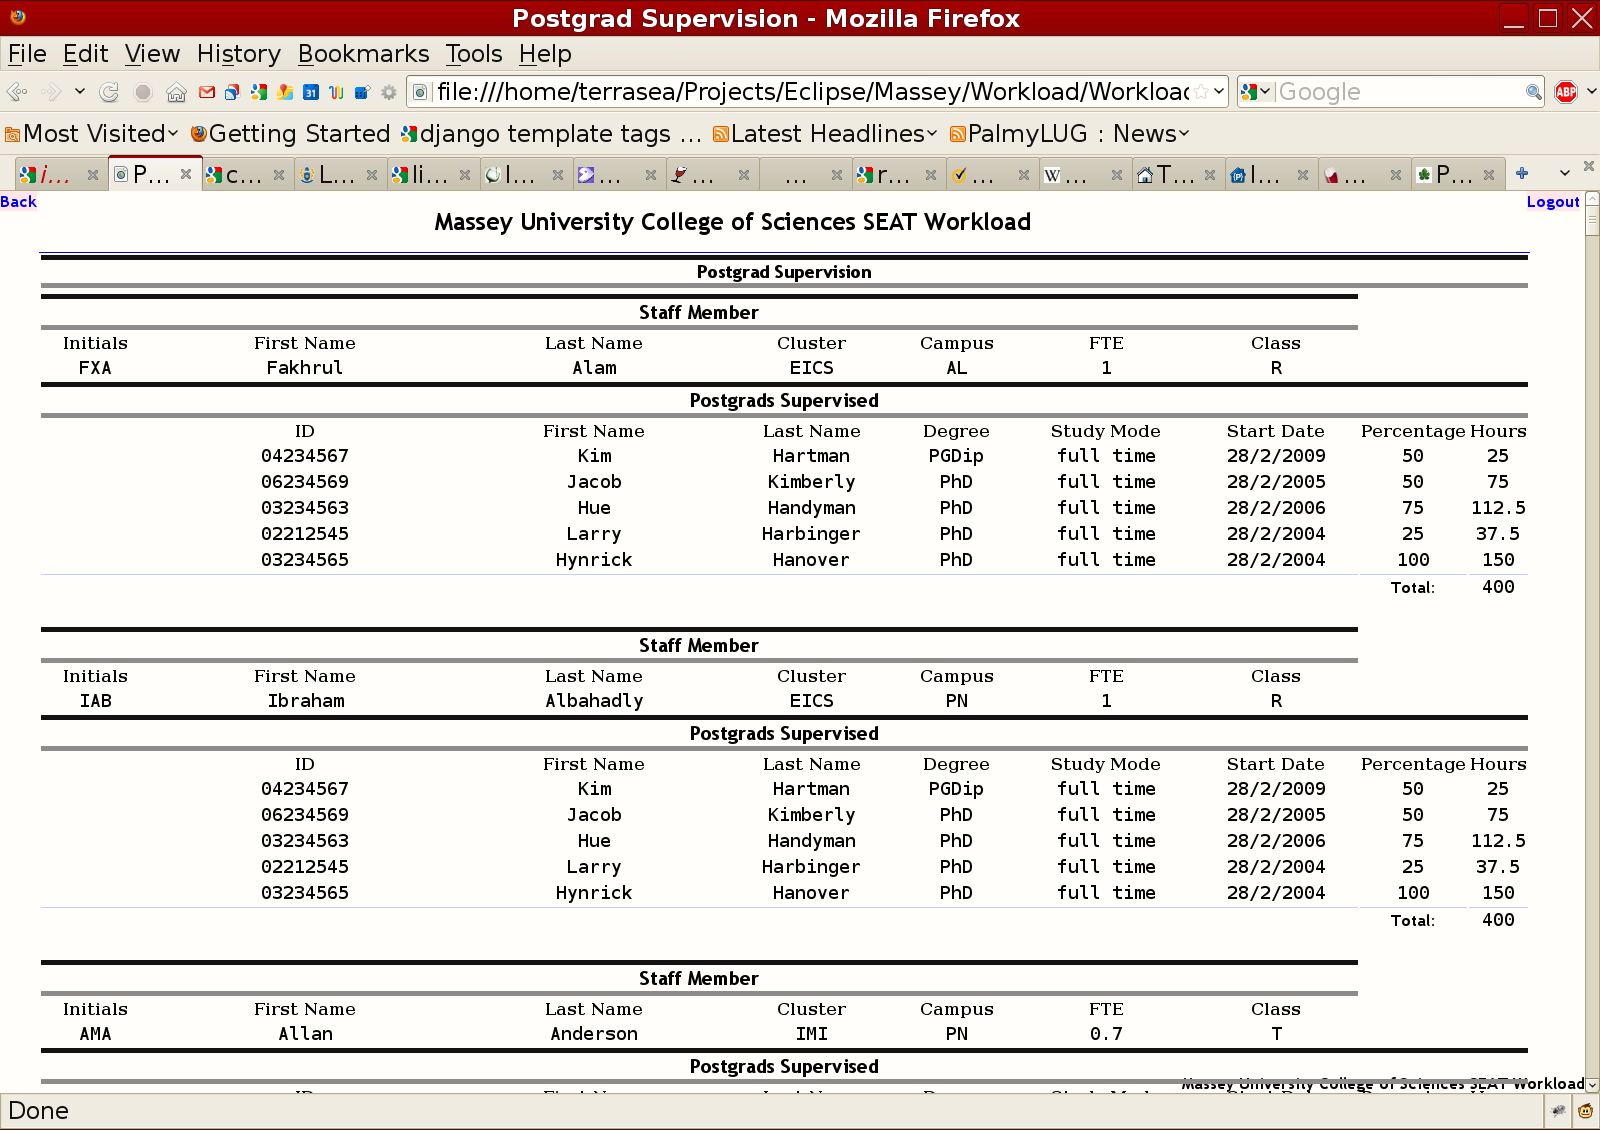 Postgrad Supervision - Mozilla Firefox
File Edit View History Bookmarks Tools Help
file:///home/terrasea/Projects/Eclipse/Massey/Workload/Workload Google
Most Visited Getting Started django template tags ... Latest Headlines PalmyLUG : News
i... P... c... L... li... I... ... ... ... r... ... ... T... I... ... P...
Back Logout
Massey University College of Sciences SEAT Workload
Postgrad Supervision
Staff Member
Initials First Name Last Name Cluster Campus FTE Class
FXA Fakhrul Alam EICS AL 1 R
Postgrads Supervised
ID First Name Last Name Degree Study Mode Start Date Percentage Hours
04234567 Kim Hartman PGDip full time 28/2/2009 50 25
06234569 Jacob Kimberly PhD full time 28/2/2005 50 75
03234563 Hue Handyman PhD full time 28/2/2006 75 112.5
02212545 Larry Harbinger PhD full time 28/2/2004 25 37.5
03234565 Hynrick Hanover PhD full time 28/2/2004 100 150
Total: 400
Staff Member
Initials First Name Last Name Cluster Campus FTE Class
IAB Ibraham Albahadly EICS PN 1 R
Postgrads Supervised
ID First Name Last Name Degree Study Mode Start Date Percentage Hours
04234567 Kim Hartman PGDip full time 28/2/2009 50 25
06234569 Jacob Kimberly PhD full time 28/2/2005 50 75
03234563 Hue Handyman PhD full time 28/2/2006 75 112.5
02212545 Larry Harbinger PhD full time 28/2/2004 25 37.5
03234565 Hynrick Hanover PhD full time 28/2/2004 100 150
Total: 400
Staff Member
Initials First Name Last Name Cluster Campus FTE Class
AMA Allan Anderson IMI PN 0.7 T
Postgrads Supervised
Massey University College of Sciences SEAT Workload
Done